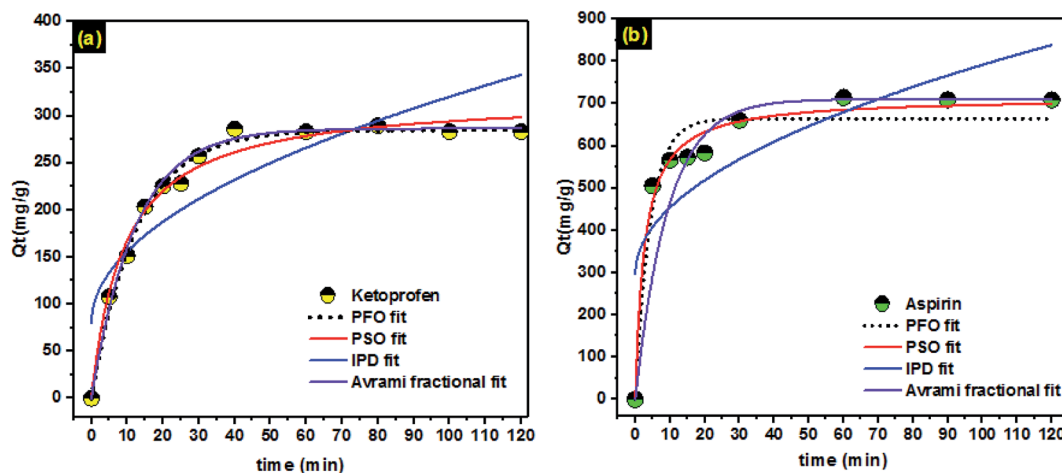 (a)
400
350
300
250
200
150
100
50
0
Qt(mg/g)
Ketoprofen
PFO fit
PSO fit
IPD fit
Avrami fractional fit
0 10 20 30 40 50 60 70 80 90 100 110 120
time (min)
(b)
900
800
700
600
500
400
300
200
100
0
Qt(mg/g)
Aspirin
PFO fit
PSO fit
IPD fit
Avrami fractional fit
0 10 20 30 40 50 60 70 80 90 100 110 120
time (min)